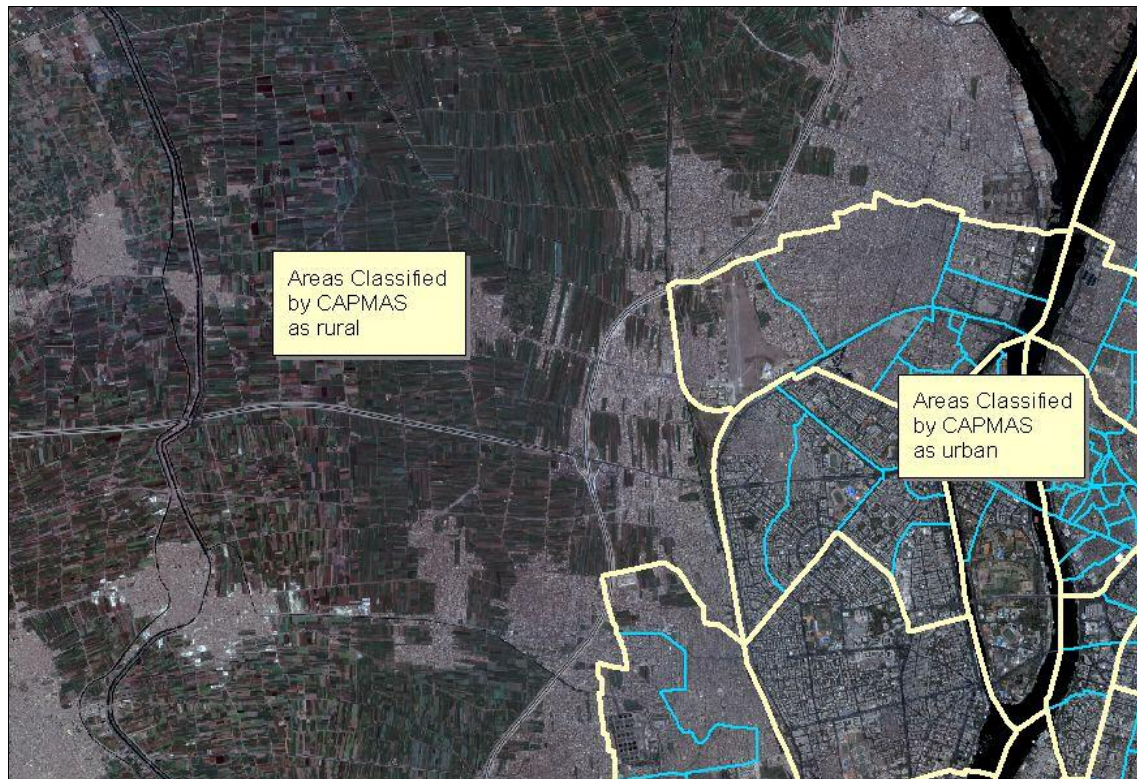 Areas Classified
by CAPMAS
as rural
Areas Classified
by CAPMAS
as urban